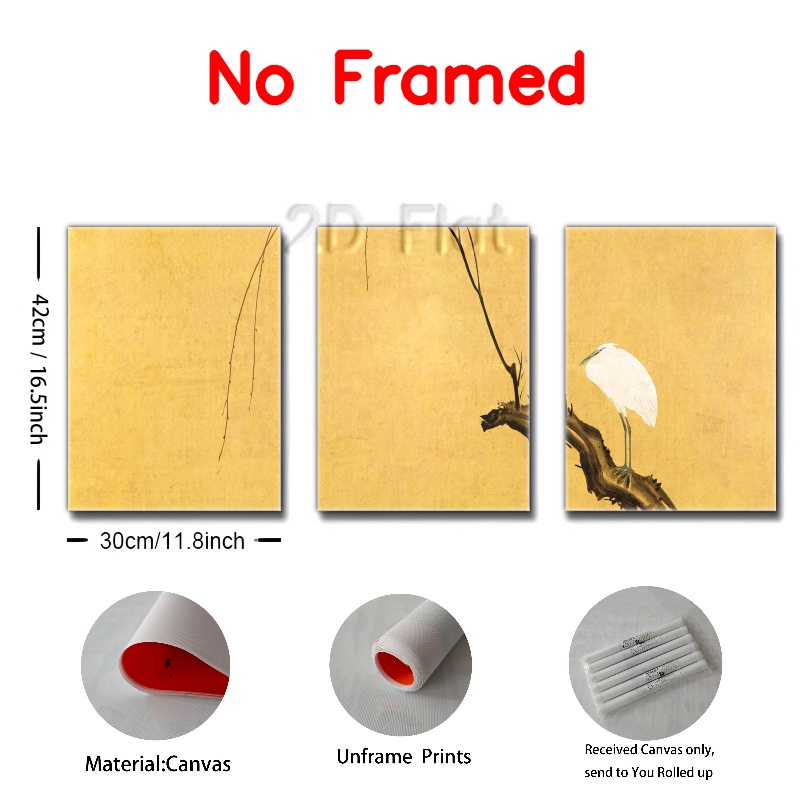 No Framed
2D Flat
42cm / 16.5inch
30cm/11.8inch
Material:Canvas
Unframe Prints
Received Canvas only,
send to You Rolled up